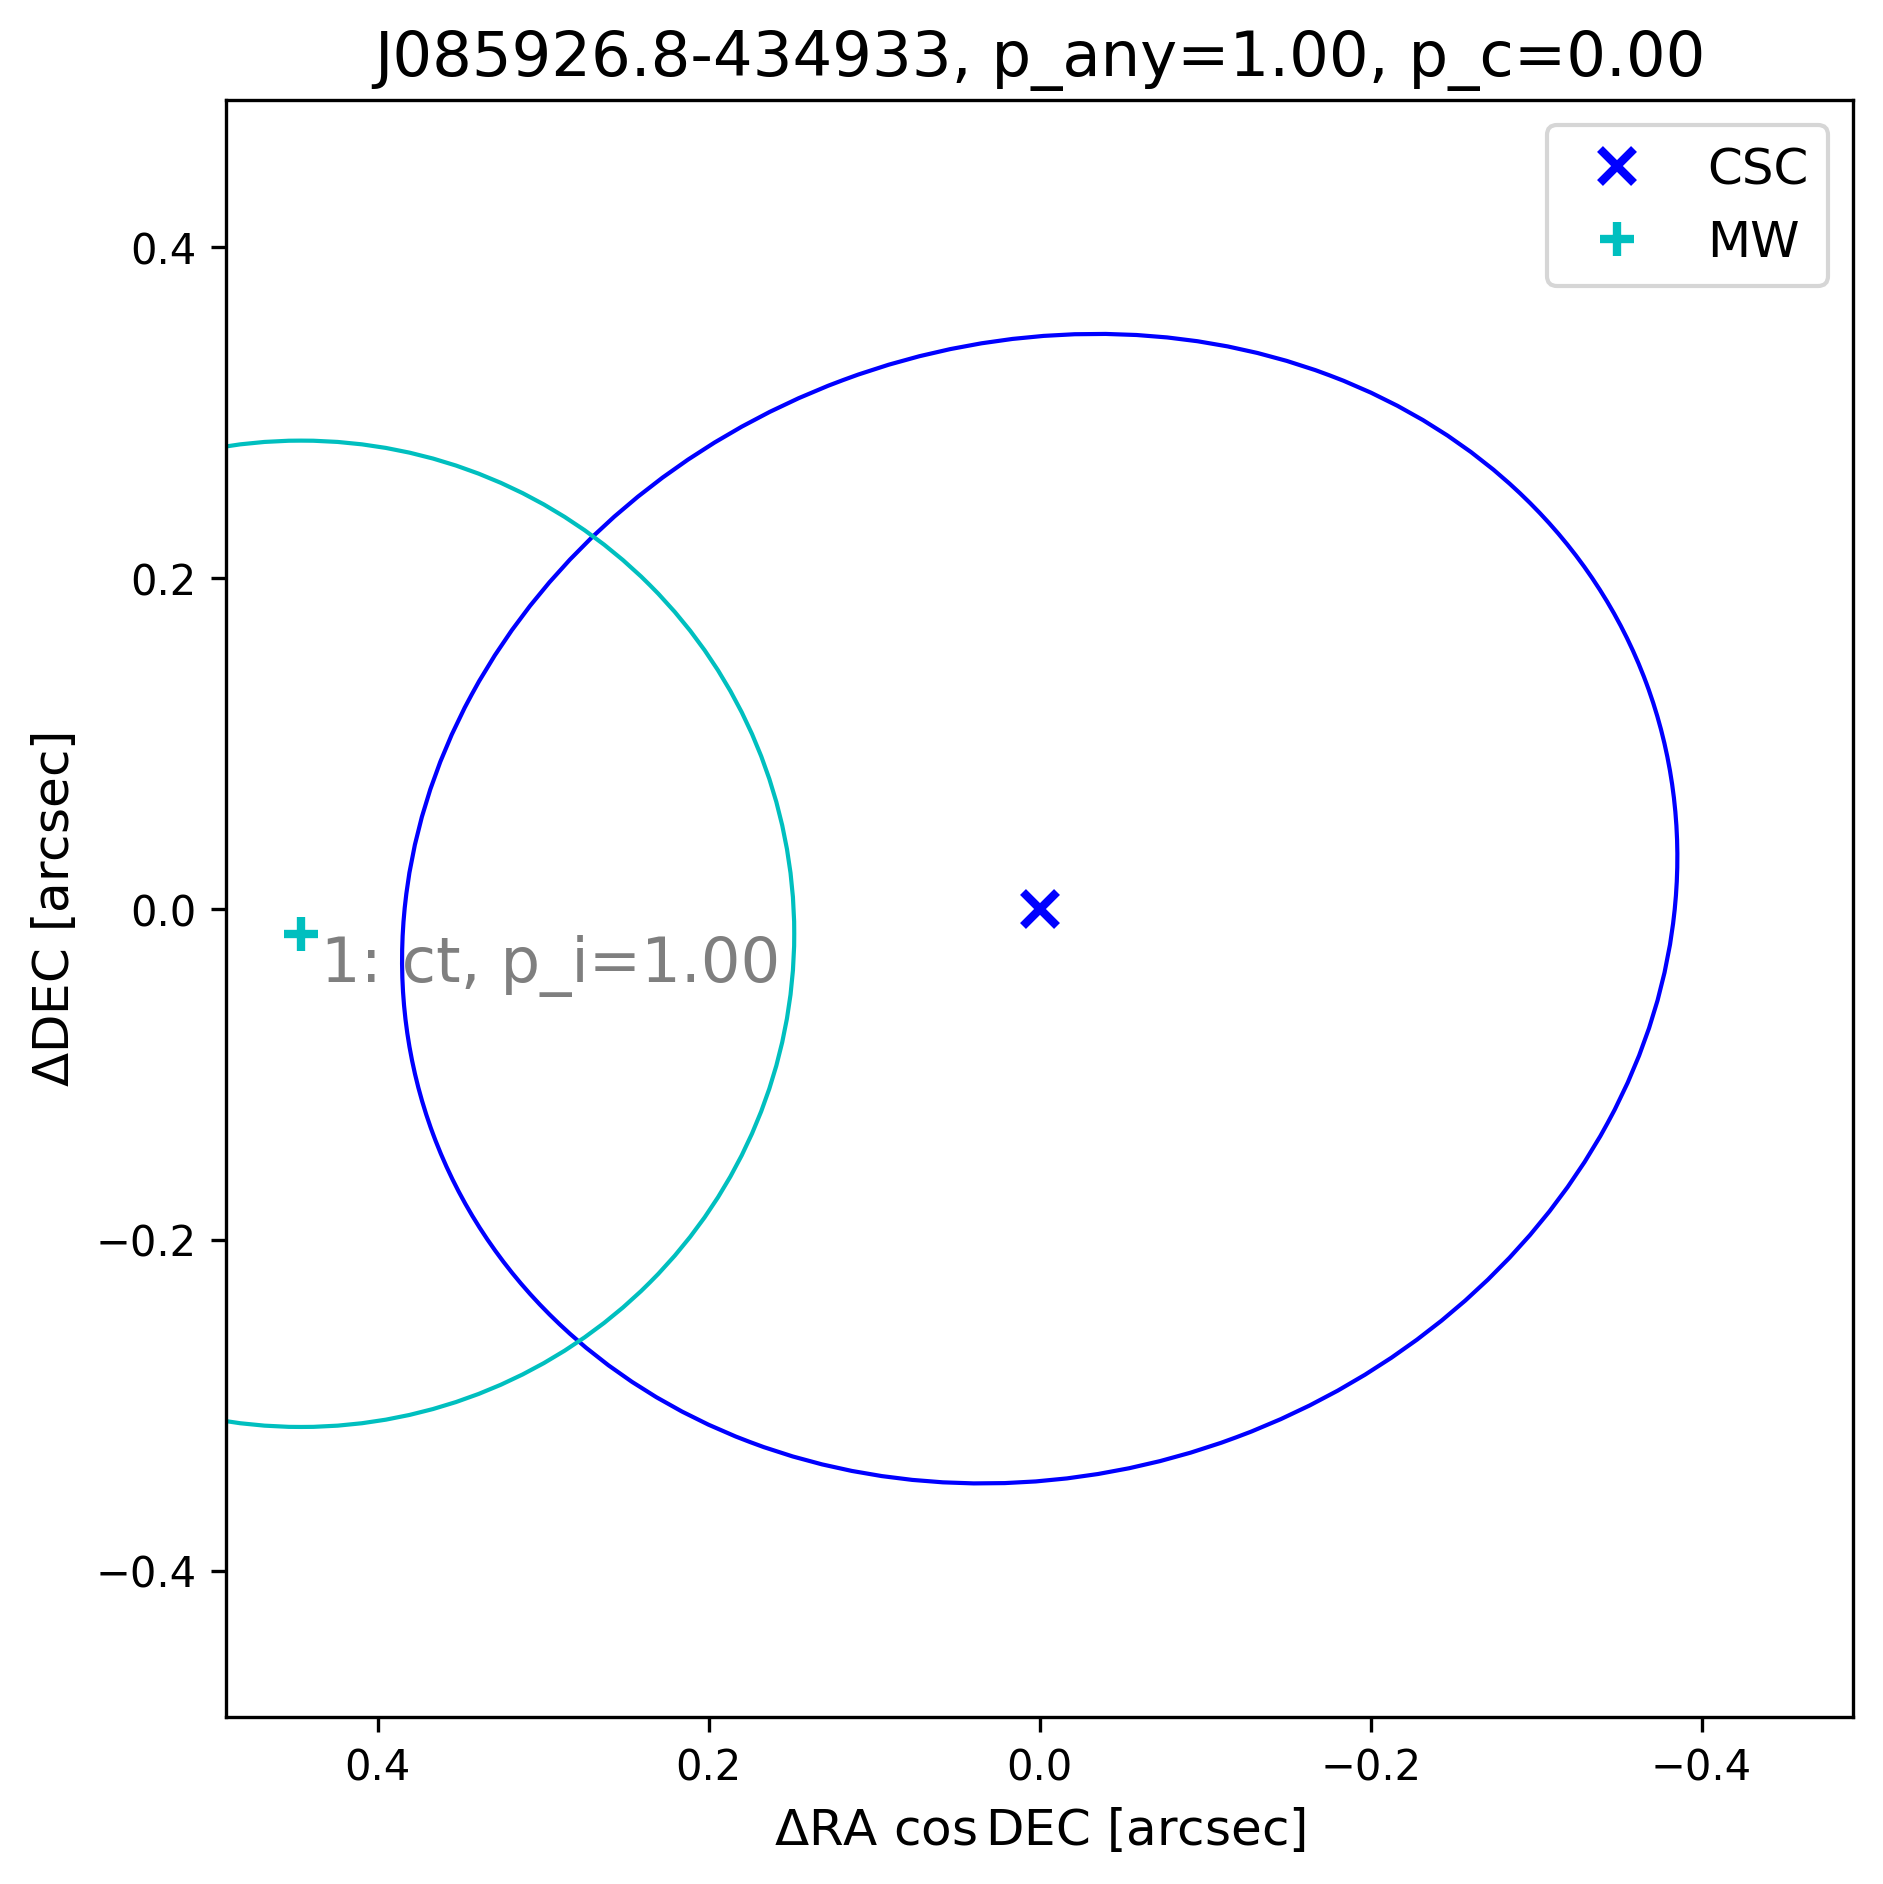 J085926.8-434933, p_any=1.00, p_c=0.00
CSC
MW
0.4
0.2
0.0
−0.2
−0.4
ΔDEC [arcsec]
1: ct, p_i=1.00
0.4 0.2 0.0 −0.2 −0.4
ΔRA cos DEC [arcsec]